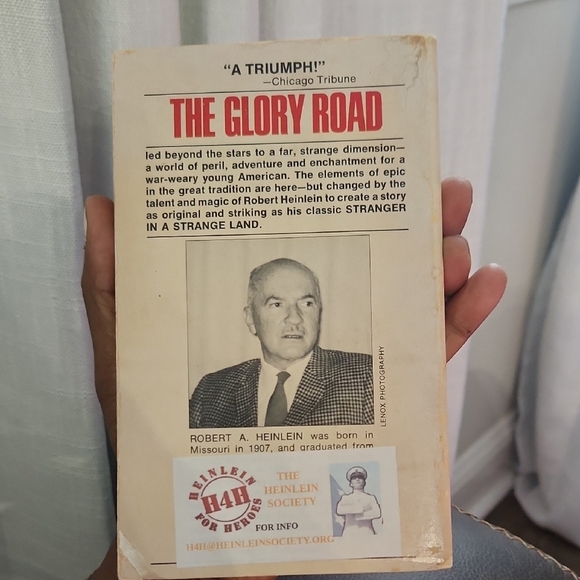 “A TRIUMPH!”
—Chicago Tribune
THE GLORY ROAD
led beyond the stars to a far, strange dimension—
a world of peril, adventure and enchantment for a
war-weary young American. The elements of epic
in the great tradition are here—but changed by the
talent and magic of Robert Heinlein to create a story
as original and striking as his classic STRANGER
IN A STRANGE LAND.
LENOX PHOTOGRAPHY
ROBERT A. HEINLEIN was born in
Missouri in 1907, and graduated from
HEINLEIN
H4H
FOR HEROES
THE
HEINLEIN
SOCIETY
FOR INFO
H4H@HEINLEINSOCIETY.ORG